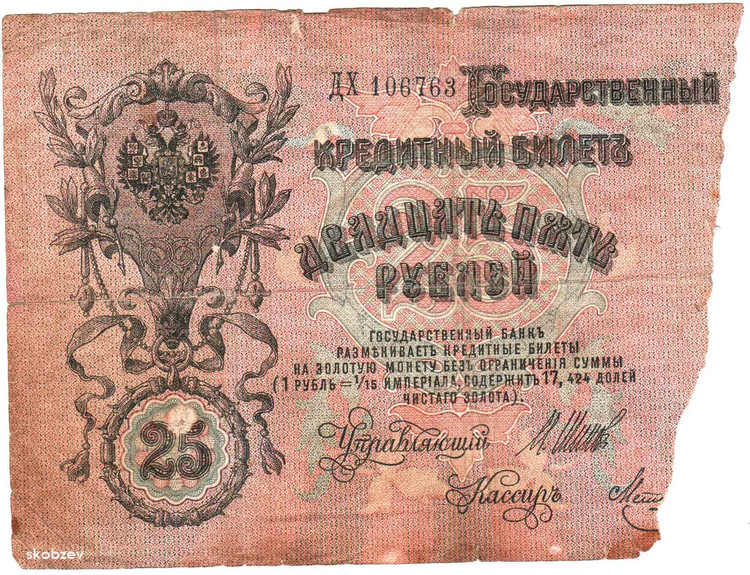 ДХ 106763 Государственный
Кредитный Билетъ
Двадцать Пять
Рублей
ГОСУДАРСТВЕННЫЙ БАНКЪ
РАЗМѢНИВАЕТЪ КРЕДИТНЫЕ БИЛЕТЫ
НА ЗОЛОТУЮ МОНЕТУ БЕЗЪ ОГРАНИЧЕНІЯ СУММЫ
(1 РУБЛЬ = 1/15 ИМПЕРІАЛА, СОДЕРЖИТЪ 17,424 ДОЛЕЙ
ЧИСТАГО ЗОЛОТА).
Управляющій
Кассиръ
25
25
skobzev